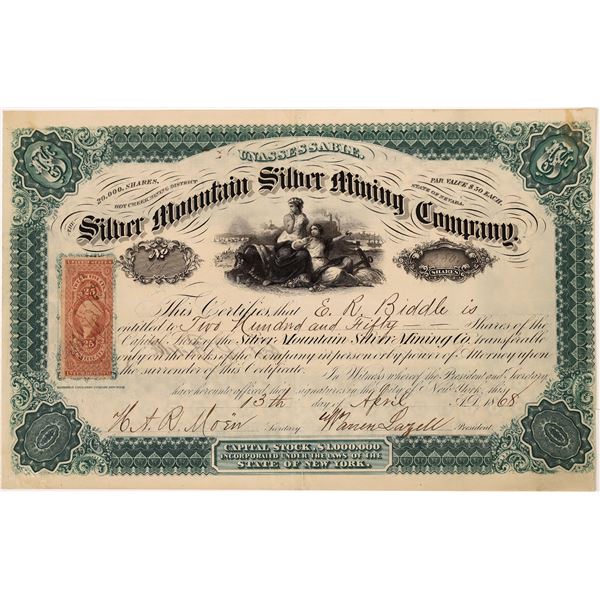 UNASSESSABLE.
20,000 SHARES.
PAR VALUE $50 EACH.
HOT CREEK MINING DISTRICT
STATE OF NEVADA.
THE Silver Mountain Silver Mining Company
No
SHARES
This Certifies that E. R. Biddle is
entitled to Two Hundred and Fifty Shares of the
Capital Stock of the Silver Mountain Silver Mining Co. transferable
only on the Books of the Company in person or by power of Attorney upon
the surrender of this Certificate. In Witness whereof the President and Secretary
have hereunto affixed their signatures in the City of New York, this
13th day of April A.D. 1868
Secretary
Warren President
25 25
CAPITAL STOCK, $1,000,000
INCORPORATED UNDER THE LAWS OF THE
STATE OF NEW YORK.